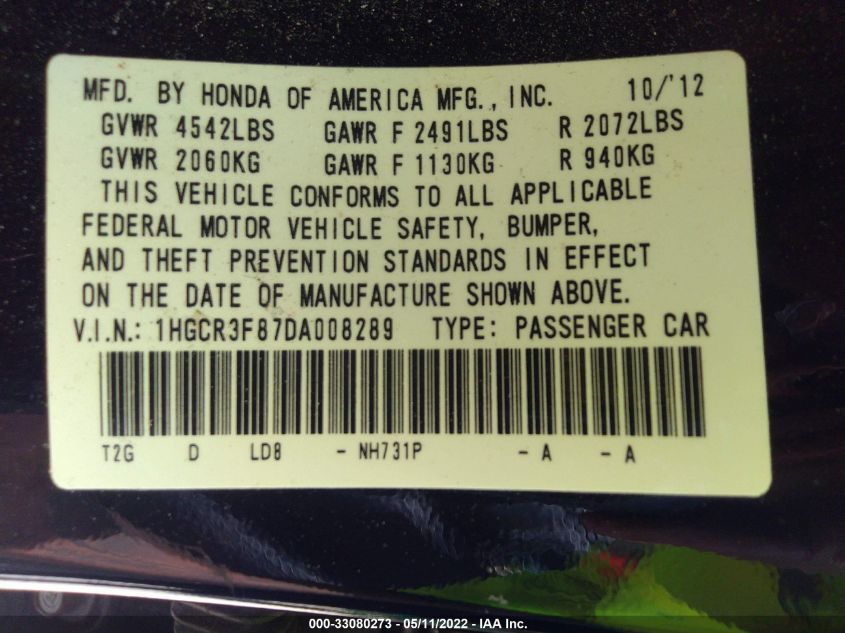 MFD. BY HONDA OF AMERICA MFG., INC. 10/'12
GVWR 4542LBS GAWR F 2491LBS R 2072LBS
GVWR 2060KG GAWR F 1130KG R 940KG
THIS VEHICLE CONFORMS TO ALL APPLICABLE
FEDERAL MOTOR VEHICLE SAFETY, BUMPER,
AND THEFT PREVENTION STANDARDS IN EFFECT
ON THE DATE OF MANUFACTURE SHOWN ABOVE.
V.I.N.: 1HGCR3F87DA008289 TYPE: PASSENGER CAR
T2G D LD8 - NH731P - A - A
000-33080273 - 05/11/2022 - IAA Inc.